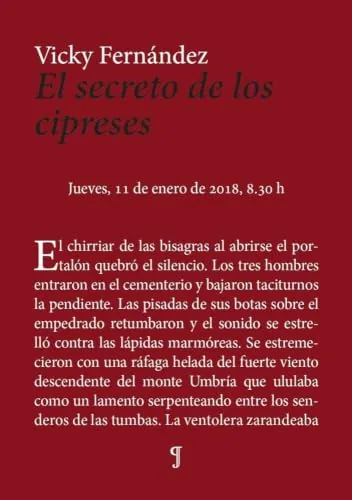 Vicky Fernández
El secreto de los
cipreses
Jueves, 11 de enero de 2018, 8.30 h
El chirriar de las bisagras al abrirse el por-
talón quebró el silencio. Los tres hombres
entraron en el cementerio y bajaron taciturnos
la pendiente. Las pisadas de sus botas sobre el
empedrado retumbaron y el sonido se estre-
lló contra las lápidas marmóreas. Se estreme-
cieron con una ráfaga helada del fuerte viento
descendente del monte Umbría que ululaba
como un lamento serpenteando entre los sen-
deros de las tumbas. La ventolera zarandeaba
¶